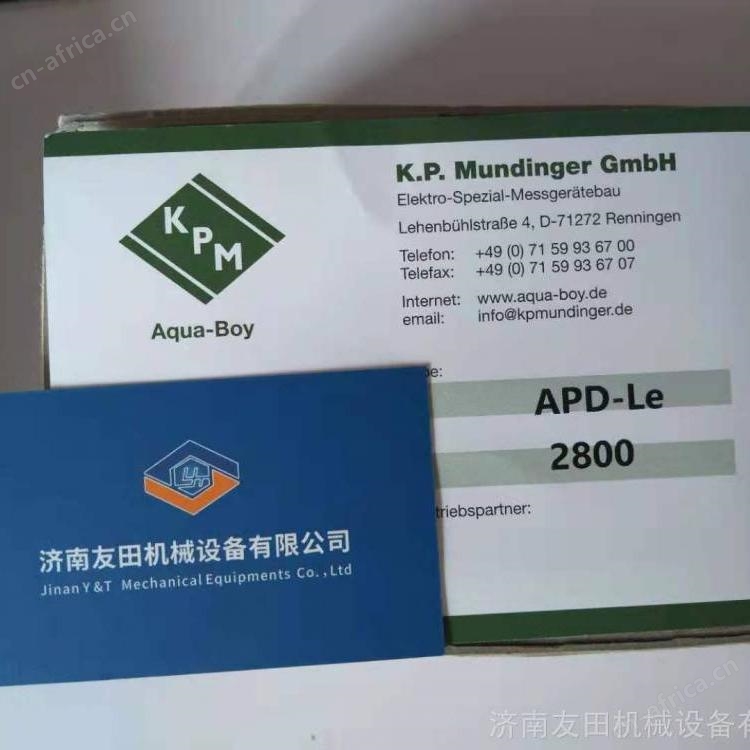 cn-africa.cn
KPM
Aqua-Boy
K.P. Mundinger GmbH
Elektro-Spezial-Messgerätebau
Lehenbühlstraße 4, D-71272 Renningen
Telefon: +49 (0) 71 59 93 67 00
Telefax: +49 (0) 71 59 93 67 07
Internet: www.aqua-boy.de
email: info@kpmundinger.de
APD-Le
2800
triebspartner:
济南友田机械设备有限公司
Jinan Y&T Mechanical Equipments Co.,Ltd
-africa.cn
济南友田机械设备有